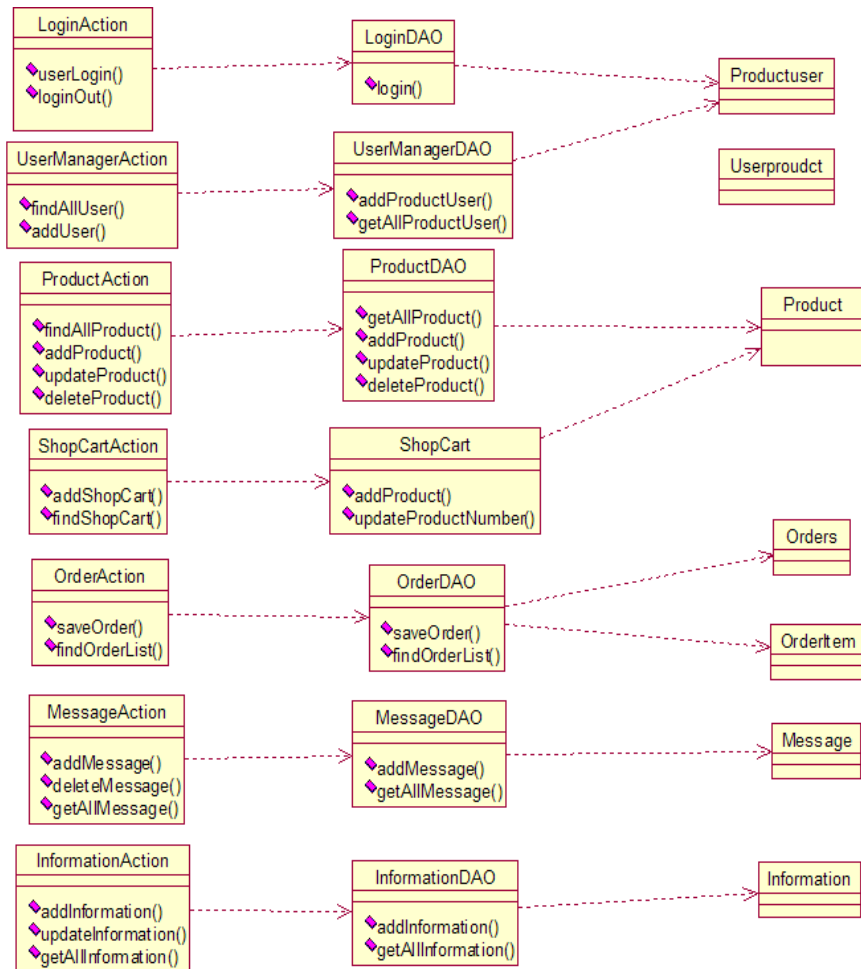 LoginAction
userLogin()
loginOut()
LoginDAO
login()
Productuser
UserManagerAction
findAllUser()
addUser()
UserManagerDAO
addProductUser()
getAllProductUser()
Userproudct
ProductAction
findAllProduct()
addProduct()
updateProduct()
deleteProduct()
ProductDAO
getAllProduct()
addProduct()
updateProduct()
deleteProduct()
Product
ShopCartAction
addShopCart()
findShopCart()
ShopCart
addProduct()
updateProductNumber()
OrderAction
saveOrder()
findOrderList()
OrderDAO
saveOrder()
findOrderList()
Orders
OrderItem
MessageAction
addMessage()
deleteMessage()
getAllMessage()
MessageDAO
addMessage()
getAllMessage()
Message
InformationAction
addInformation()
updateInformation()
getAllInformation()
InformationDAO
addInformation()
getAllInformation()
Information